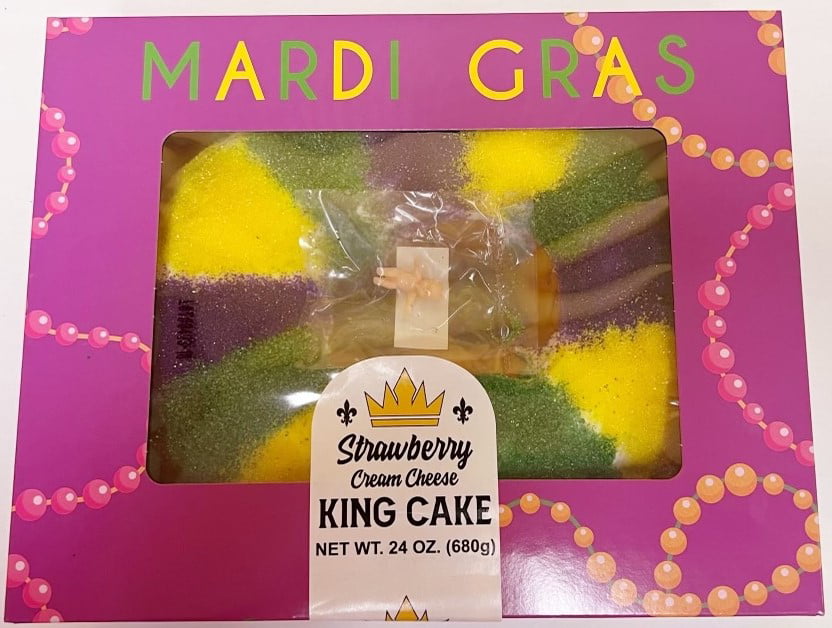 MARDI GRAS
Strawberry
Cream Cheese
KING CAKE
NET WT. 24 OZ. (680g)